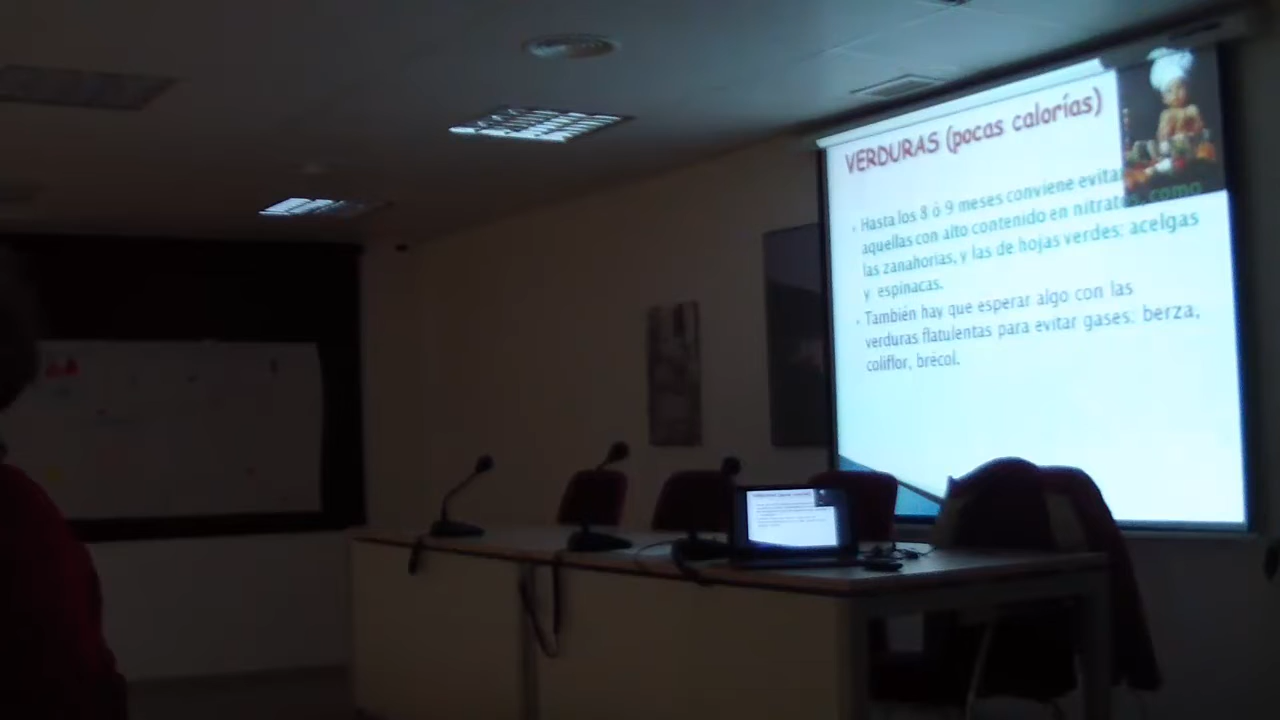 VERDURAS (pocas calorías)
Hasta los 8 ó 9 meses conviene evitar
aquellas con alto contenido en nitratos, como
las zanahorias, y las de hojas verdes: acelgas
y espinacas.
También hay que esperar algo con las
verduras flatulentas para evitar gases: berza,
coliflor, brécol.